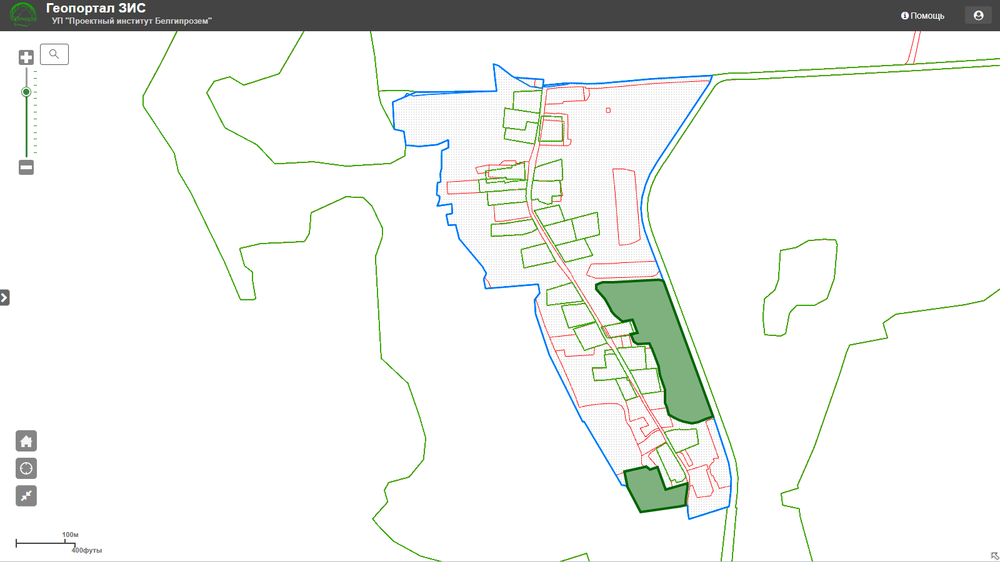 Геопортал ЗИС
УП "Проектный институт Белгипрозем"
Помощь
100м
400футы